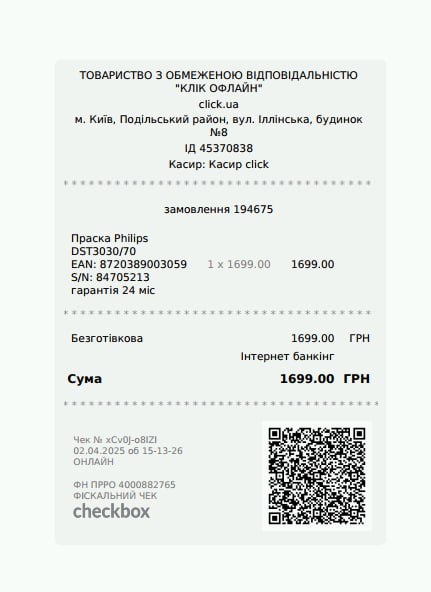 ТОВАРИСТВО З ОБМЕЖЕНОЮ ВІДПОВІДАЛЬНІСТЮ
"КЛІК ОФЛАЙН"
click.ua
м. Київ, Подільський район, вул. Іллінська, будинок
№8
ІД 45370838
Касир: Касир click
* * * * * * * * * * * * * * * * * * * * * * * * * * * * * * * * * * * * * * *
замовлення 194675
Праска Philips
DST3030/70
EAN: 8720389003059 1 x 1699.00 1699.00
S/N: 84705213
гарантія 24 міс
* * * * * * * * * * * * * * * * * * * * * * * * * * * * * * * * * * * * * * *
Безготівкова 1699.00 ГРН
Інтернет банкінг
Сума 1699.00 ГРН
* * * * * * * * * * * * * * * * * * * * * * * * * * * * * * * * * * * * * * * *
Чек № xCv0J-o8IZI
02.04.2025 об 15-13-26
ОНЛАЙН
ФН ПРРО 4000882765
ФІСКАЛЬНИЙ ЧЕК
checkbox